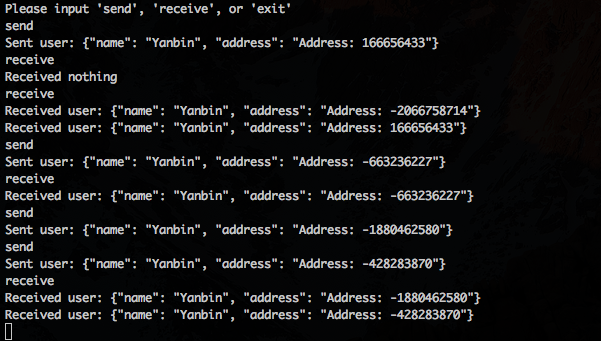 Please input 'send', 'receive', or 'exit'
send
Sent user: {"name": "Yanbin", "address": "Address: 166656433"}
receive
Received nothing
receive
Received user: {"name": "Yanbin", "address": "Address: -2066758714"}
Received user: {"name": "Yanbin", "address": "Address: 166656433"}
send
Sent user: {"name": "Yanbin", "address": "Address: -663236227"}
receive
Received user: {"name": "Yanbin", "address": "Address: -663236227"}
send
Sent user: {"name": "Yanbin", "address": "Address: -1880462580"}
send
Sent user: {"name": "Yanbin", "address": "Address: -428283870"}
receive
Received user: {"name": "Yanbin", "address": "Address: -1880462580"}
Received user: {"name": "Yanbin", "address": "Address: -428283870"}